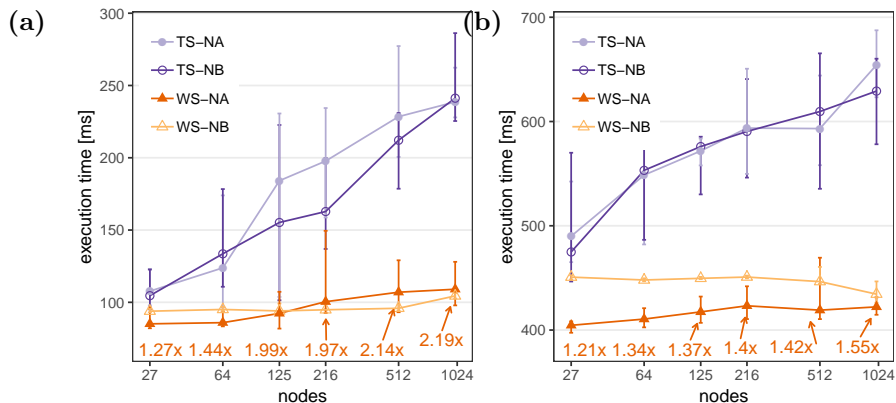 (a)
300
250
200
150
100
execution time [ms]
TS−NA
TS−NB
WS−NA
WS−NB
1.27x 1.44x 1.99x 1.97x 2.14x 2.19x
27 64 125 216 512 1024
nodes
(b)
700
600
500
400
execution time [ms]
TS−NA
TS−NB
WS−NA
WS−NB
1.21x 1.34x 1.37x 1.4x 1.42x 1.55x
27 64 125 216 512 1024
nodes